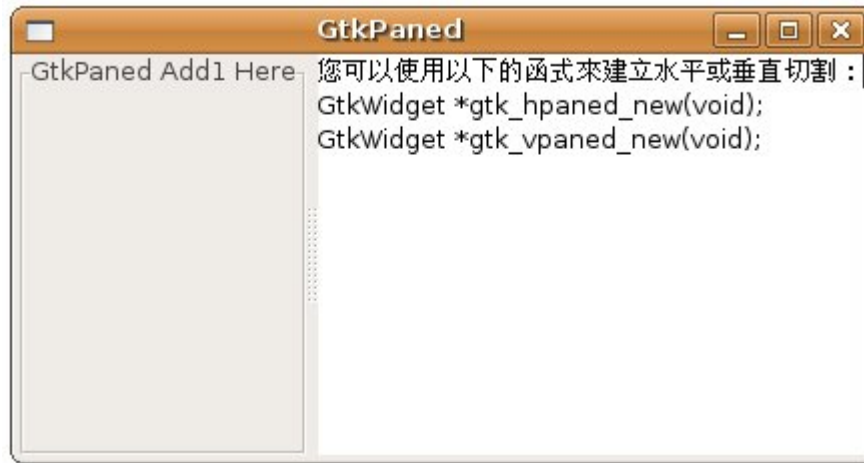 GtkPaned
GtkPaned Add1 Here
您可以使用以下的函式來建立水平或垂直切割：
GtkWidget *gtk_hpaned_new(void);
GtkWidget *gtk_vpaned_new(void);